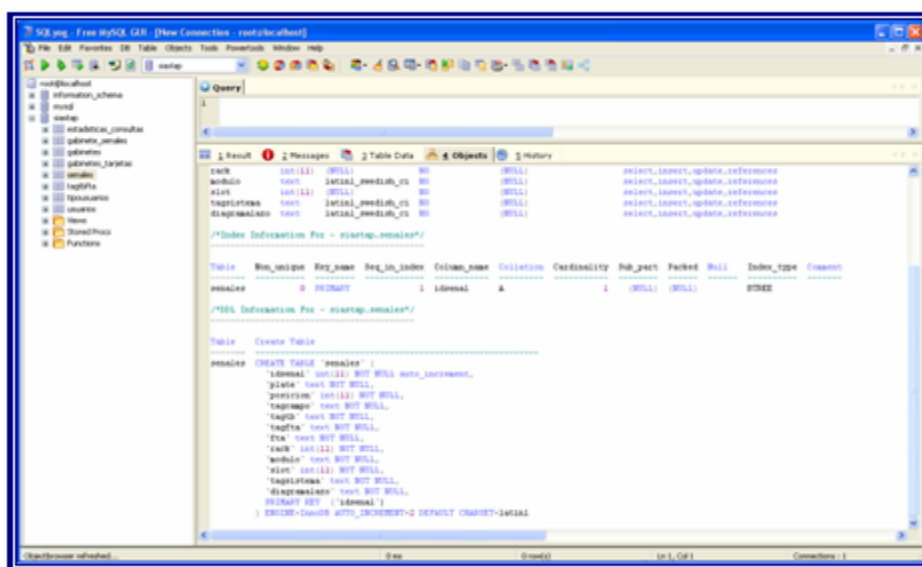 SQLyog - Free MySQL GUI - [New Connection - root@localhost]
File Edit Favorites DB Table Objects Tools Powertools Window Help
siastap
root@localhost
information_schema
mysql
siastap
estadisticas_consultas
gabinete_senales
gabinetes
gabinetes_tarjetas
senales
tagtbfta
tipousuarios
usuarios
Views
Stored Procs
Functions
Query
1
1 Result 2 Messages 3 Table Data 4 Objects 5 History
rack int(11) (NULL) NO (NULL) select,insert,update,references
modulo text latin1_swedish_ci NO (NULL) select,insert,update,references
slot int(11) (NULL) NO (NULL) select,insert,update,references
tagsistema text latin1_swedish_ci NO (NULL) select,insert,update,references
diagramalazo text latin1_swedish_ci NO (NULL) select,insert,update,references
/*Index Information For - siastap.senales*/
Table Non_unique Key_name Seq_in_index Column_name Collation Cardinality Sub_part Packed Null Index_type Comment
senales 0 PRIMARY 1 idsenal A 1 (NULL) (NULL) BTREE
/*DDL Information For - siastap.senales*/
Table Create Table
senales CREATE TABLE `senales` (
`idsenal` int(11) NOT NULL auto_increment,
`plate` text NOT NULL,
`posicion` int(11) NOT NULL,
`tagcampo` text NOT NULL,
`tagtb` text NOT NULL,
`tagfta` text NOT NULL,
`fta` text NOT NULL,
`rack` int(11) NOT NULL,
`modulo` text NOT NULL,
`slot` int(11) NOT NULL,
`tagsistema` text NOT NULL,
`diagramalazo` text NOT NULL,
PRIMARY KEY (`idsenal`)
) ENGINE=InnoDB AUTO_INCREMENT=2 DEFAULT CHARSET=latin1
Objectbrowser refreshed... 0 ms 0 row(s) Ln 1, Col 1 Connections : 1